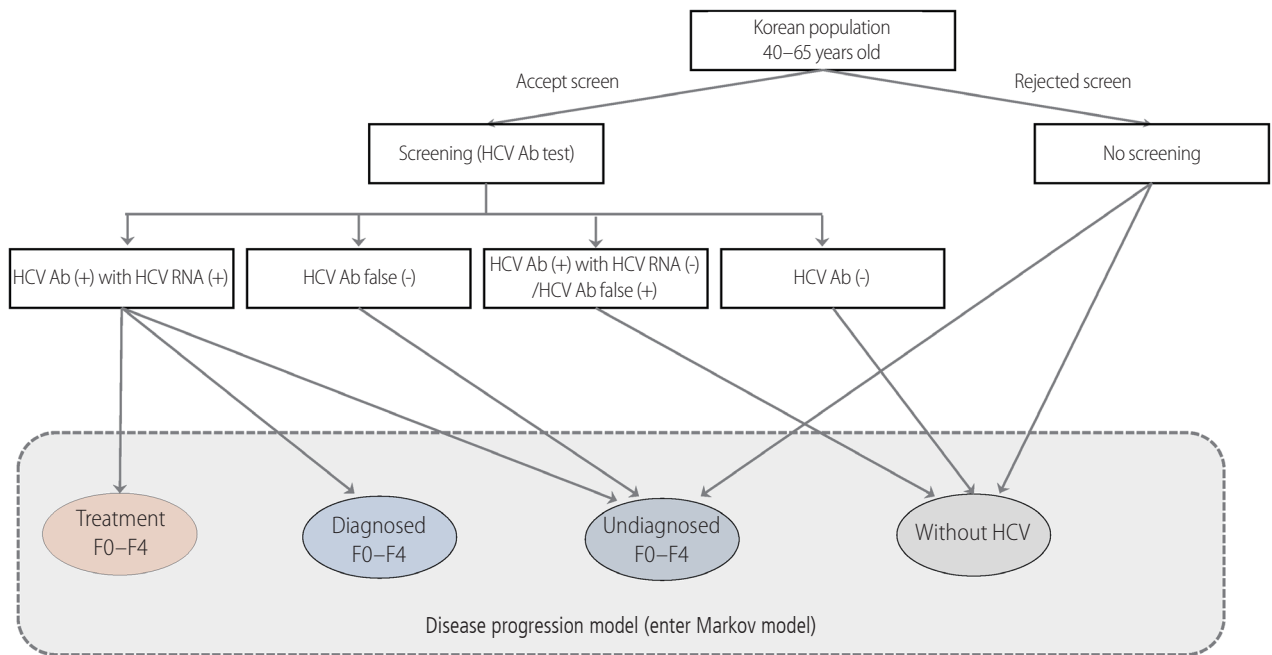 Korean population
40–65 years old
Accept screen
Rejected screen
Screening (HCV Ab test)
No screening
HCV Ab (+) with HCV RNA (+)
HCV Ab false (-)
HCV Ab (+) with HCV RNA (-)
/HCV Ab false (+)
HCV Ab (-)
Treatment
F0–F4
Diagnosed
F0–F4
Undiagnosed
F0–F4
Without HCV
Disease progression model (enter Markov model)